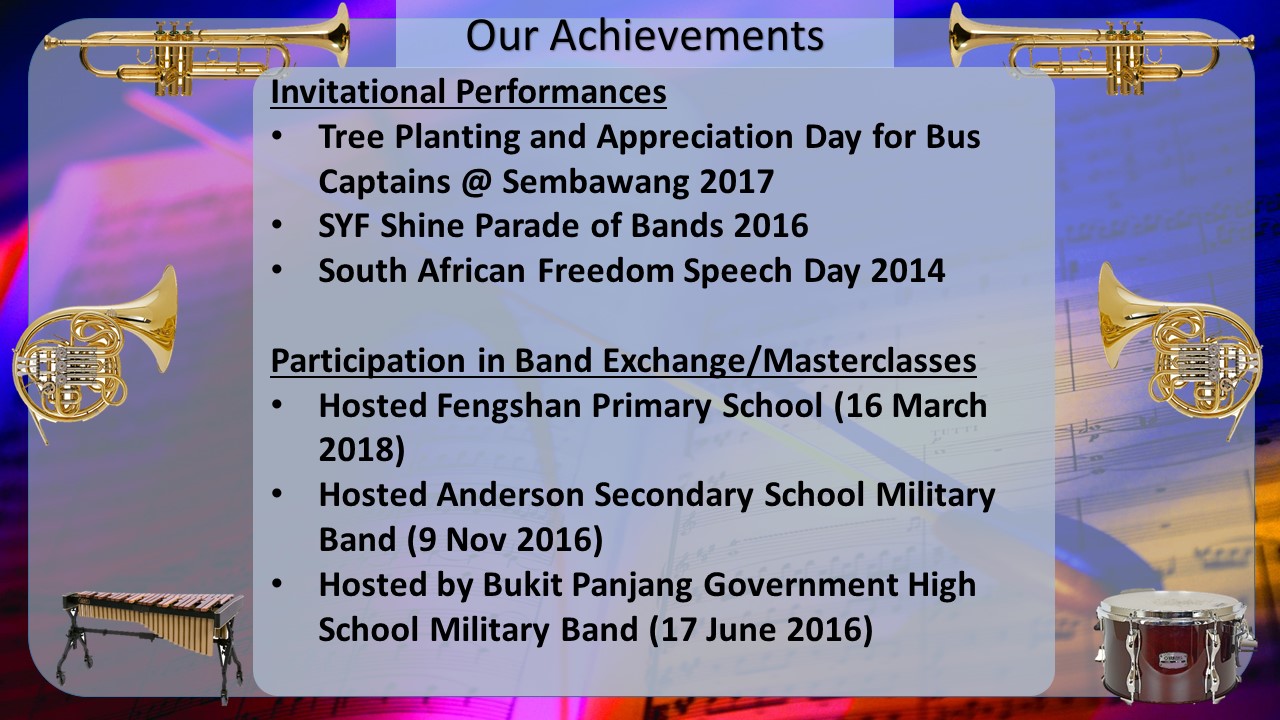 Our Achievements
Invitational Performances
• Tree Planting and Appreciation Day for Bus
Captains @ Sembawang 2017
• SYF Shine Parade of Bands 2016
• South African Freedom Speech Day 2014
Participation in Band Exchange/Masterclasses
• Hosted Fengshan Primary School (16 March
2018)
• Hosted Anderson Secondary School Military
Band (9 Nov 2016)
• Hosted by Bukit Panjang Government High
School Military Band (17 June 2016)
TUTTI